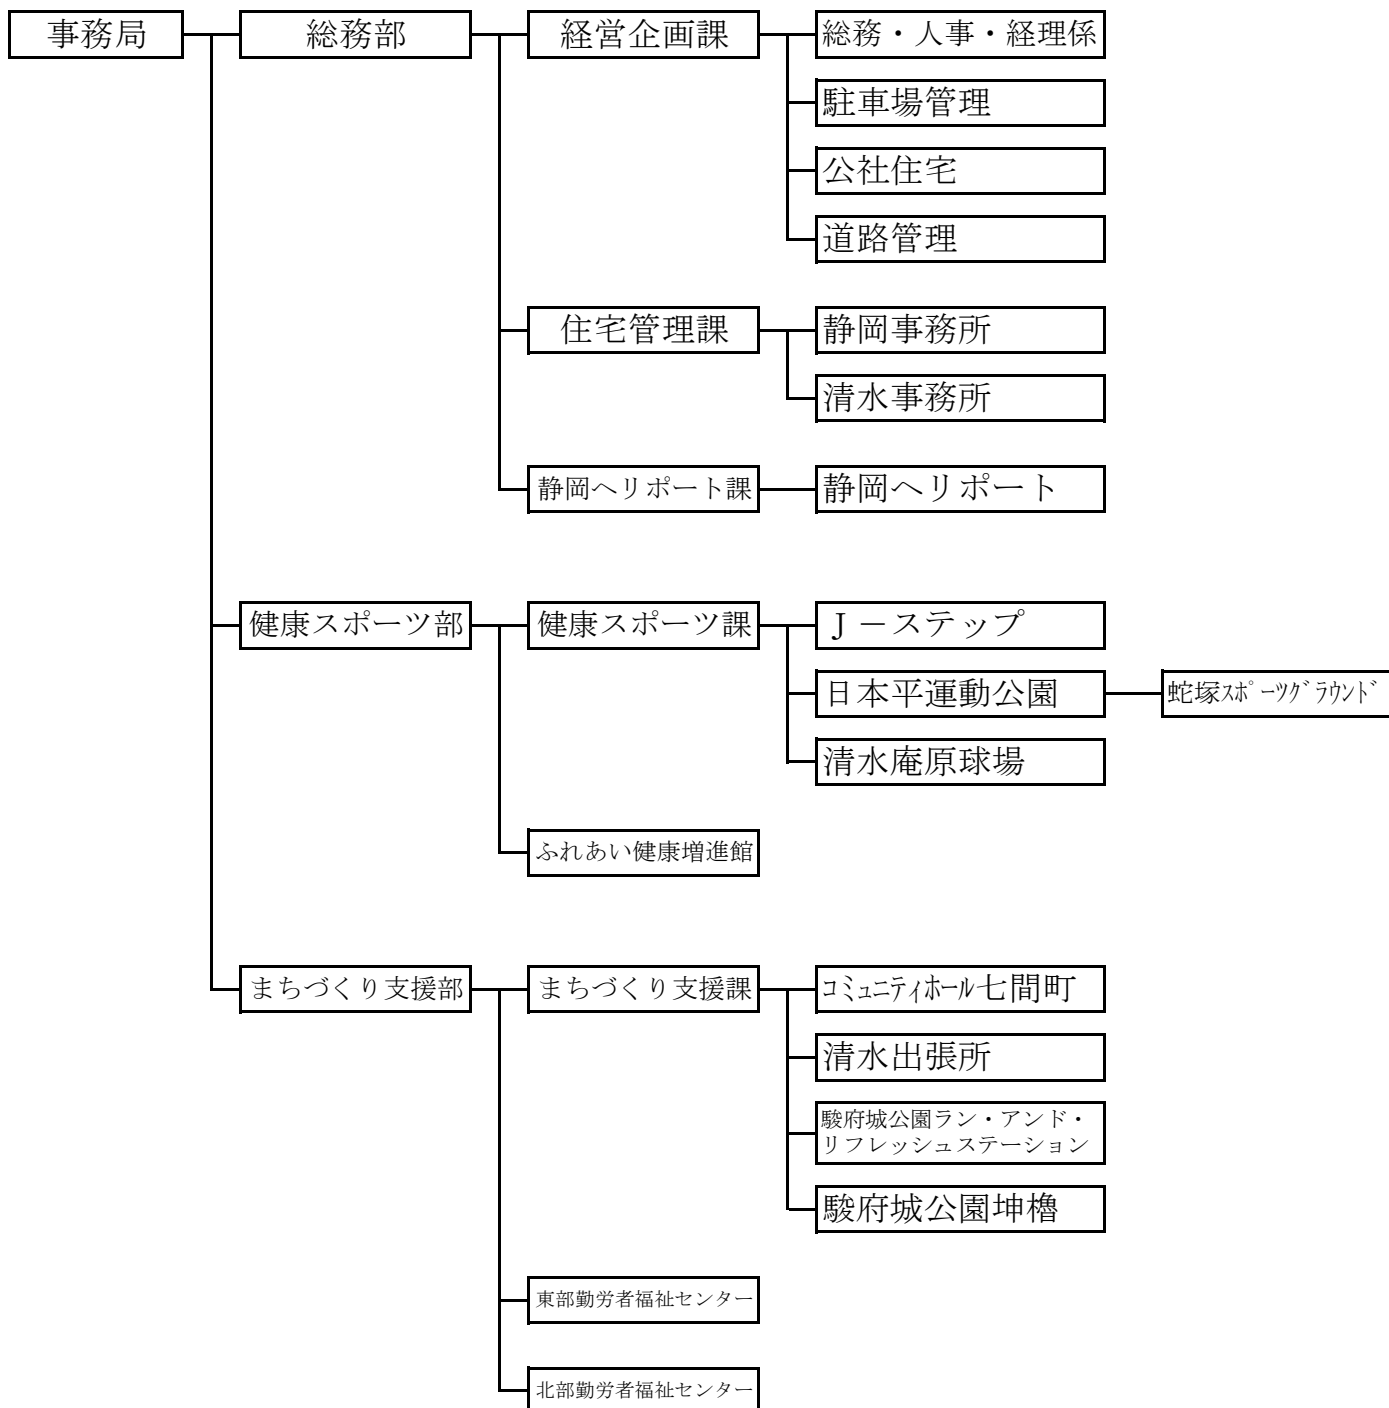 事務局
総務部
経営企画課
総務・人事・経理係
駐車場管理
公社住宅
道路管理
住宅管理課
静岡事務所
清水事務所
静岡ヘリポート課
静岡ヘリポート
健康スポーツ部
健康スポーツ課
J－ステップ
日本平運動公園
蛇塚ｽﾎﾟｰﾂｸﾞﾗｳﾝﾄﾞ
清水庵原球場
ふれあい健康増進館
まちづくり支援部
まちづくり支援課
ｺﾐｭﾆﾃｨﾎｰﾙ七間町
清水出張所
駿府城公園ラン・アンド・
リフレッシュステーション
駿府城公園坤櫓
東部勤労者福祉センター
北部勤労者福祉センター